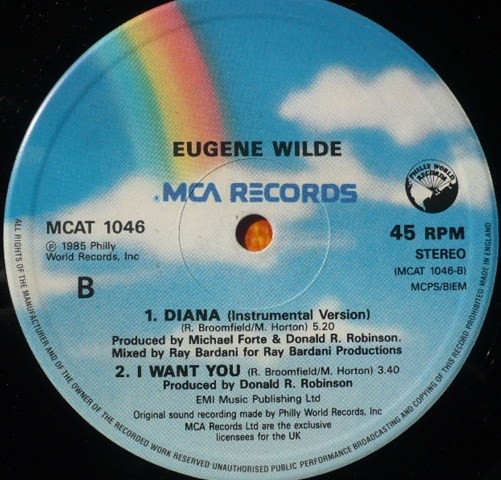 EUGENE WILDE
MCA RECORDS
PHILLY WORLD
RECORDS
MCAT 1046
℗ 1985 Philly
World Records, Inc
B
45 RPM
STEREO
(MCAT 1046-B)
MCPS/BIEM
1. DIANA (Instrumental Version)
(R. Broomfield/M. Horton) 5.20
Produced by Michael Forte & Donald R. Robinson.
Mixed by Ray Bardani for Ray Bardani Productions
2. I WANT YOU (R. Broomfield/M. Horton) 3.40
Produced by Donald R. Robinson
EMI Music Publishing Ltd
Original sound recording made by Philly World Records, Inc
MCA Records Ltd are the exclusive
licensees for the UK
ALL RIGHTS OF THE MANUFACTURER AND OF THE OWNER OF THE RECORDED WORK RESERVED·UNAUTHORISED PUBLIC PERFORMANCE BROADCASTING AND COPYING OF THIS RECORD PROHIBITED MADE IN ENGLAND